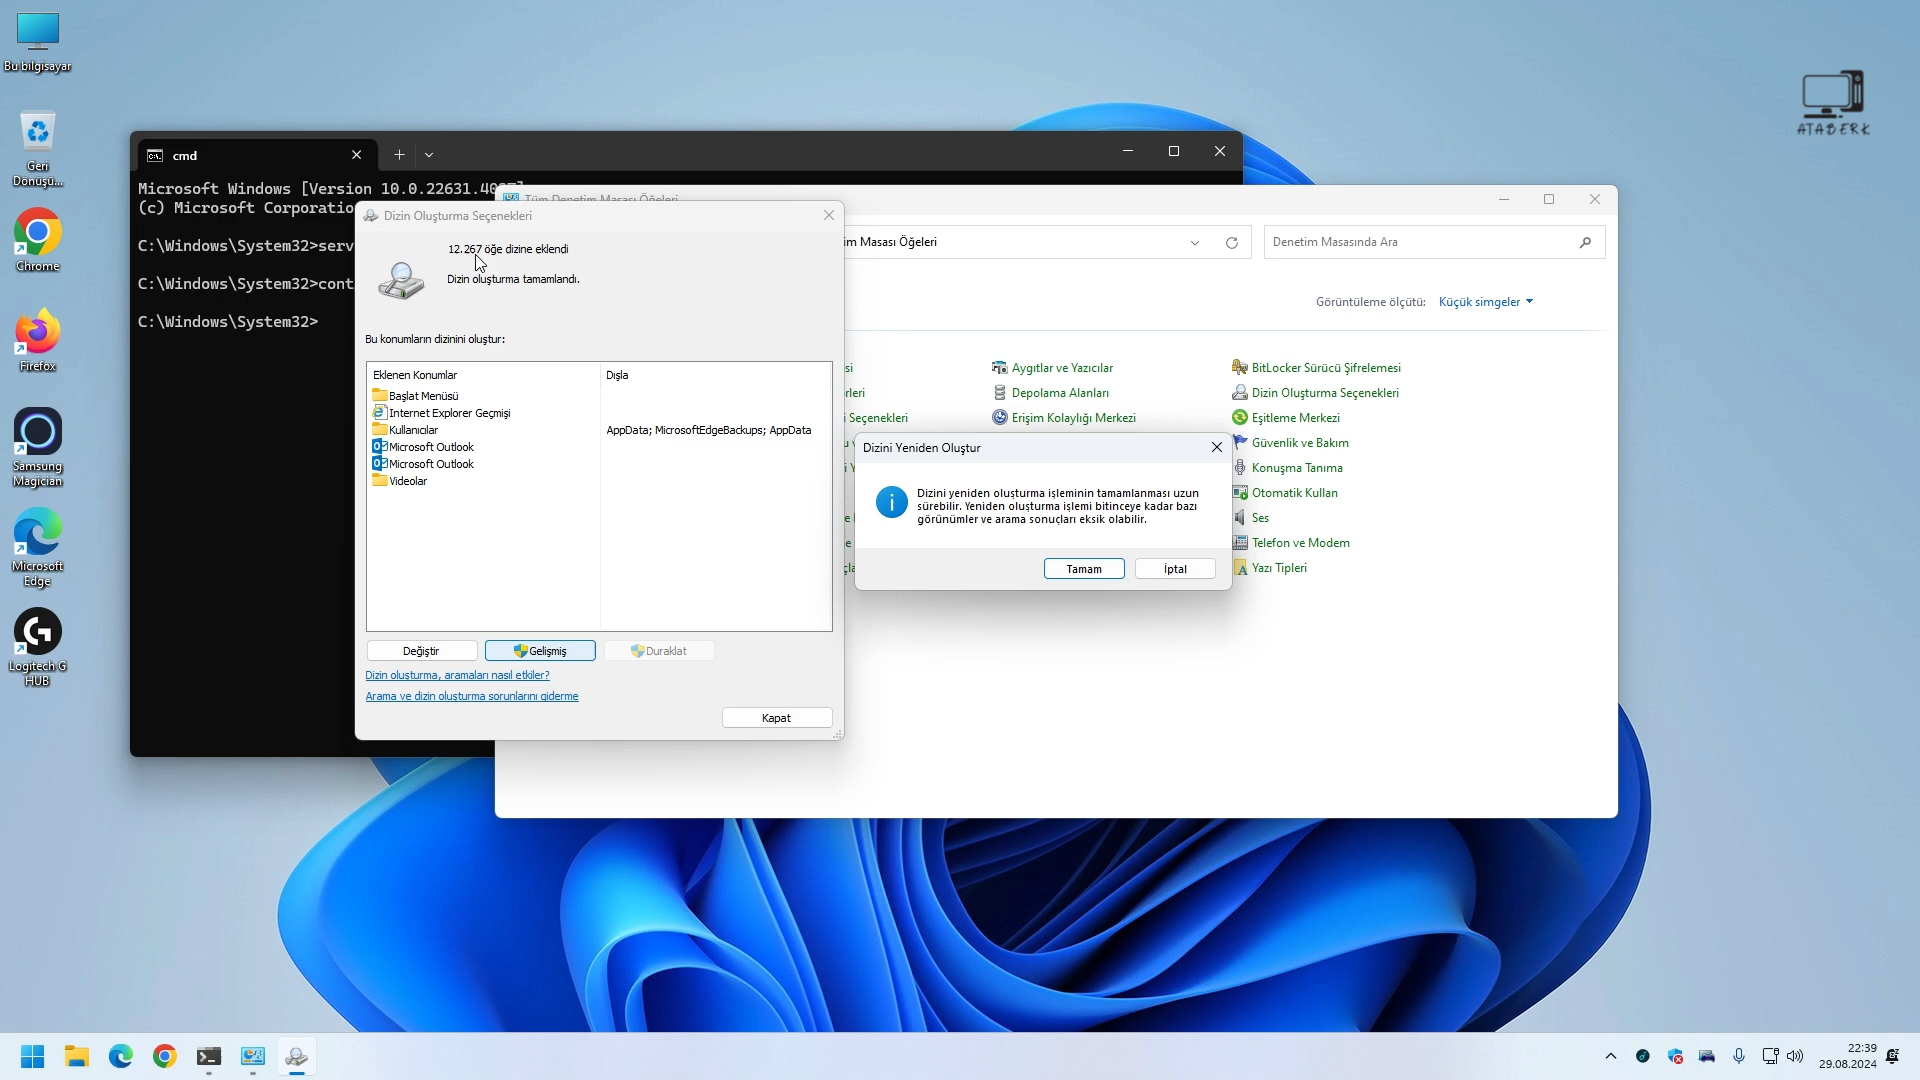 Bu bilgisayar
Geri
Dönüşü...
Chrome
Firefox
Samsung
Magician
Microsoft
Edge
Logitech G
HUB
ATABERK
cmd
Microsoft Windows [Version 10.0.22631.
(c) Microsoft Corporatio
C:\Windows\System32>serv
C:\Windows\System32>cont
C:\Windows\System32>
Tüm Denetim Masası Öğeleri
im Masası Öğeleri
Denetim Masasında Ara
Görüntüleme ölçütü: Küçük simgeler
si
Aygıtlar ve Yazıcılar
BitLocker Sürücü Şifrelemesi
rleri
Depolama Alanları
Dizin Oluşturma Seçenekleri
i Seçenekleri
Erişim Kolaylığı Merkezi
Eşitleme Merkezi
Güvenlik ve Bakım
Konuşma Tanıma
Otomatik Kullan
Ses
Telefon ve Modem
Yazı Tipleri
Dizin Oluşturma Seçenekleri
12.267 öğe dizine eklendi
Dizin oluşturma tamamlandı.
Bu konumların dizinini oluştur:
Eklenen Konumlar Dışla
Başlat Menüsü
Internet Explorer Geçmişi
Kullanıcılar AppData; MicrosoftEdgeBackups; AppData
Microsoft Outlook
Microsoft Outlook
Videolar
Değiştir Gelişmiş Duraklat
Dizin oluşturma, aramaları nasıl etkiler?
Arama ve dizin oluşturma sorunlarını giderme
Kapat
Dizini Yeniden Oluştur
Dizini yeniden oluşturma işleminin tamamlanması uzun
sürebilir. Yeniden oluşturma işlemi bitinceye kadar bazı
görünümler ve arama sonuçları eksik olabilir.
Tamam İptal
22:39
29.08.2024